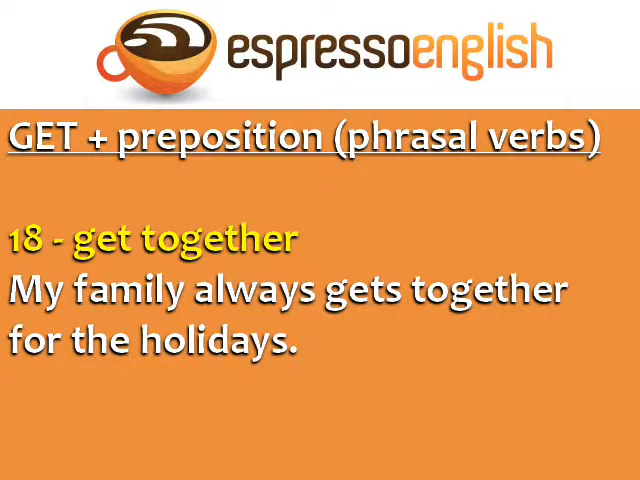 espressoenglish
GET + preposition (phrasal verbs)
18 - get together
My family always gets together
for the holidays.